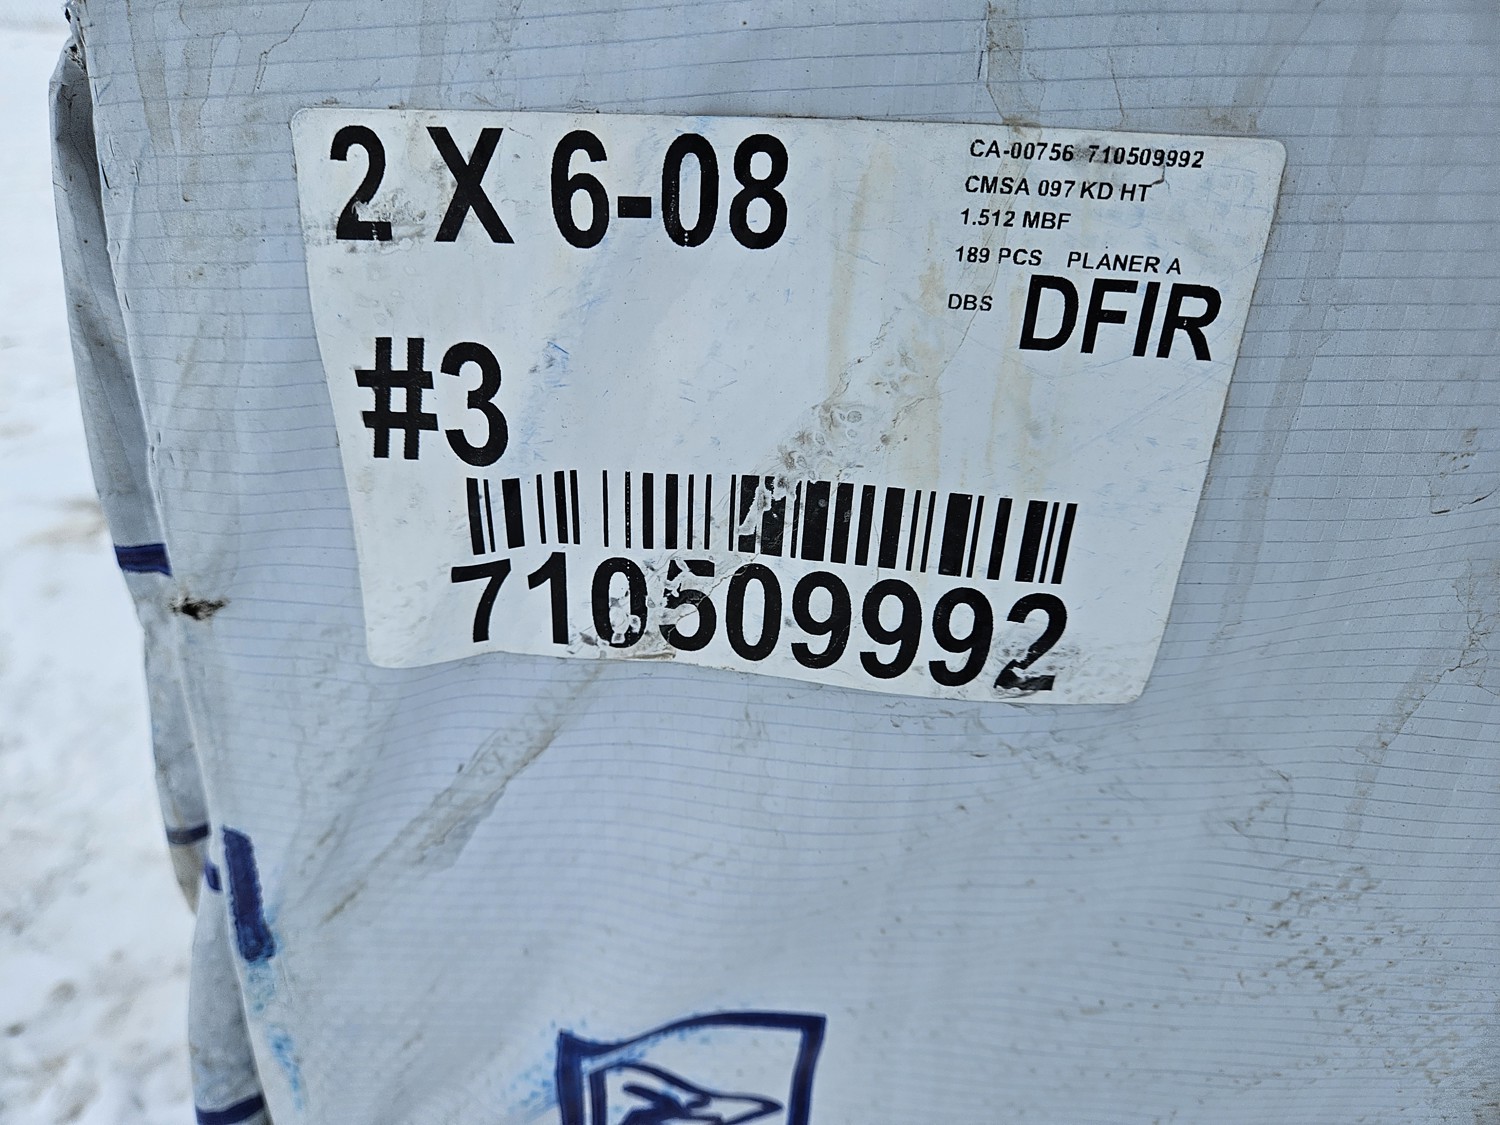 2 X 6-08
CA-00756 710509992
CMSA 097 KD HT
1.512 MBF
189 PCS PLANER A
DBS DFIR
#3
710509992